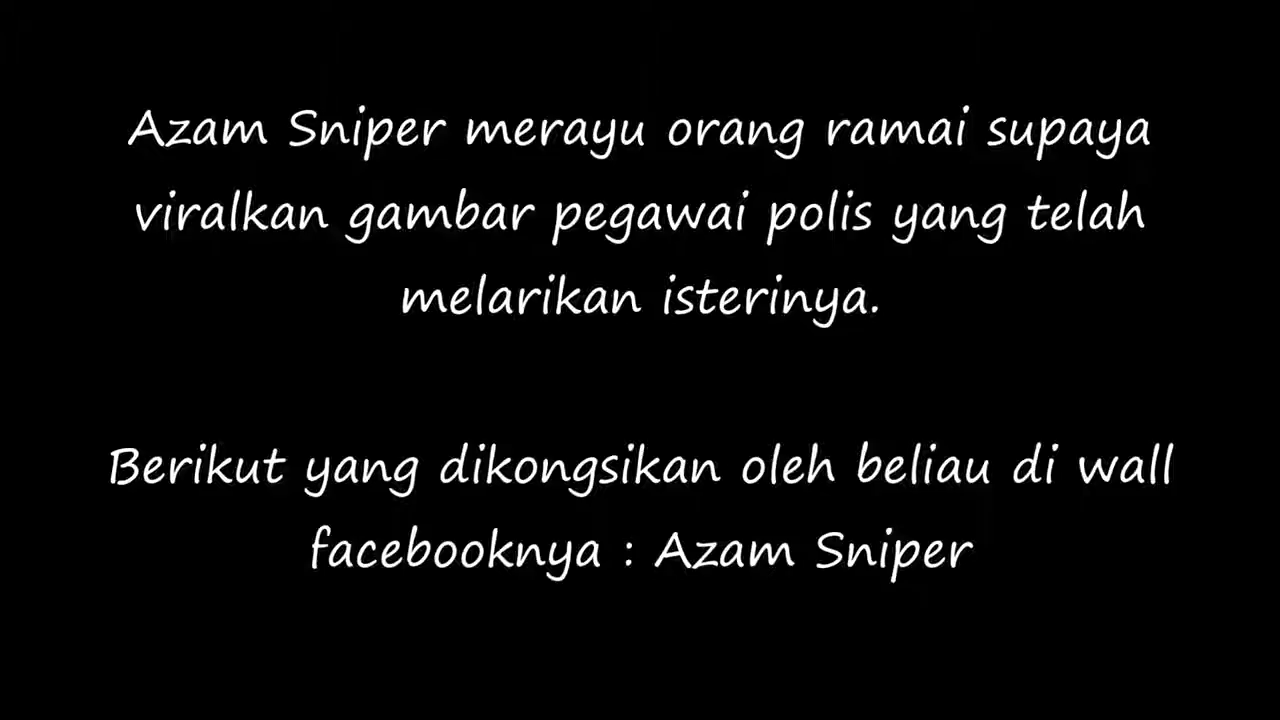 Azam Sniper merayu orang ramai supaya
viralkan gambar pegawai polis yang telah
melarikan isterinya.
Berikut yang dikongsikan oleh beliau di wall
facebooknya : Azam Sniper